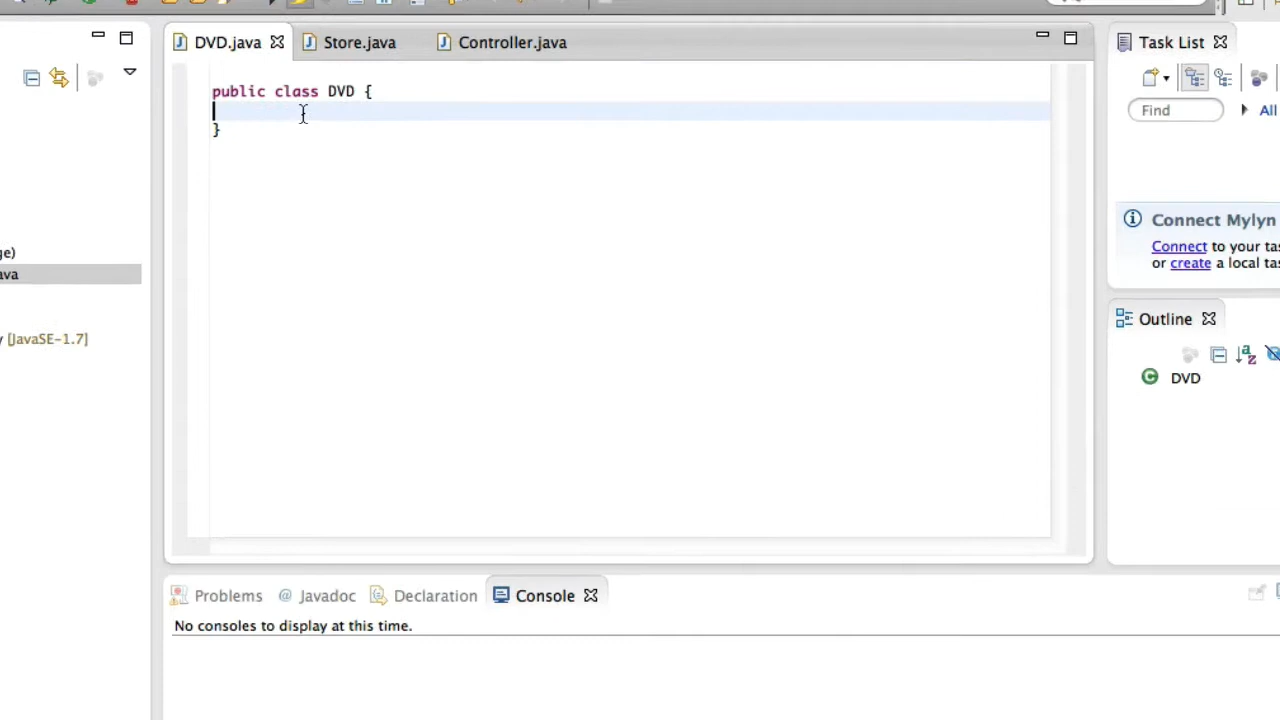 DVD.java
Store.java
Controller.java
Task List
public class DVD {
}
Find
All
ge)
ava
y [JavaSE-1.7]
Connect Mylyn
Connect to your ta
or create a local ta
Outline
DVD
Problems
@ Javadoc
Declaration
Console
No consoles to display at this time.